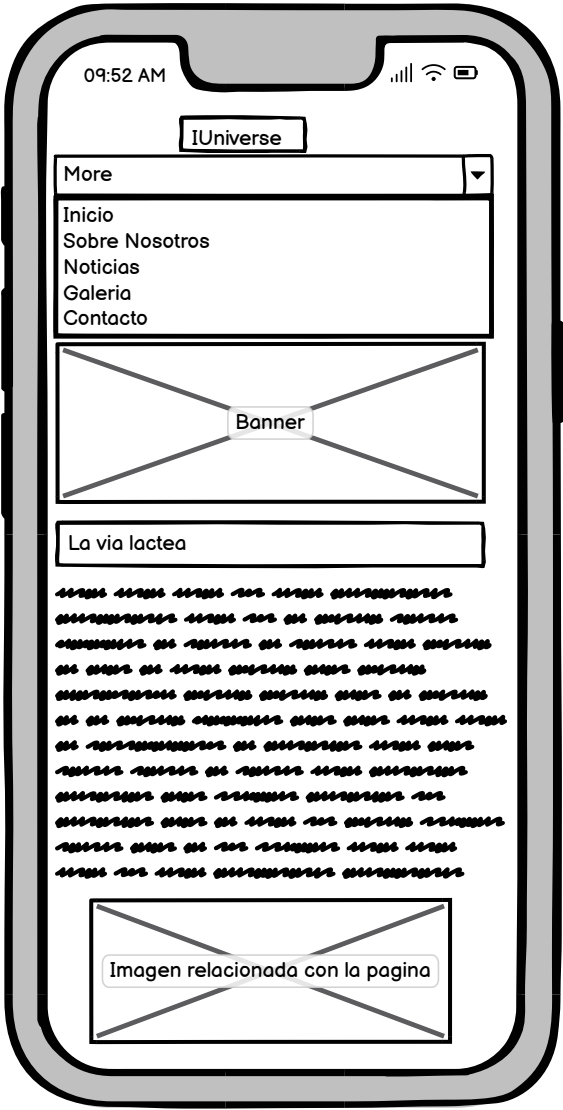 09:52 AM
IUniverse
More
Inicio
Sobre Nosotros
Noticias
Galeria
Contacto
Banner
La via lactea
Imagen relacionada con la pagina